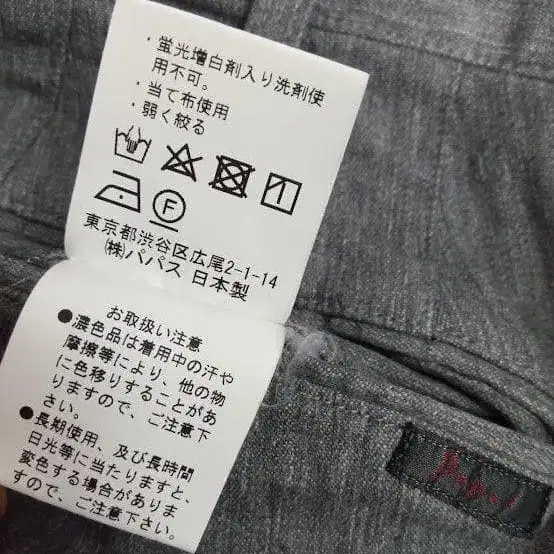 ・蛍光増白剤入り洗剤使
用不可。
・当て布使用
・弱く絞る
F
東京都渋谷区広尾2-1-14
㈱パパス 日本製
お取扱い注意
●濃色品は着用中の汗や
摩擦等により、他の物
に色移りすることがあ
りますので、ご注意下
さい。
●長期使用、及び長時間
日光等に当たりますと、
変色する場合がありま
すので、ご注意下さい。